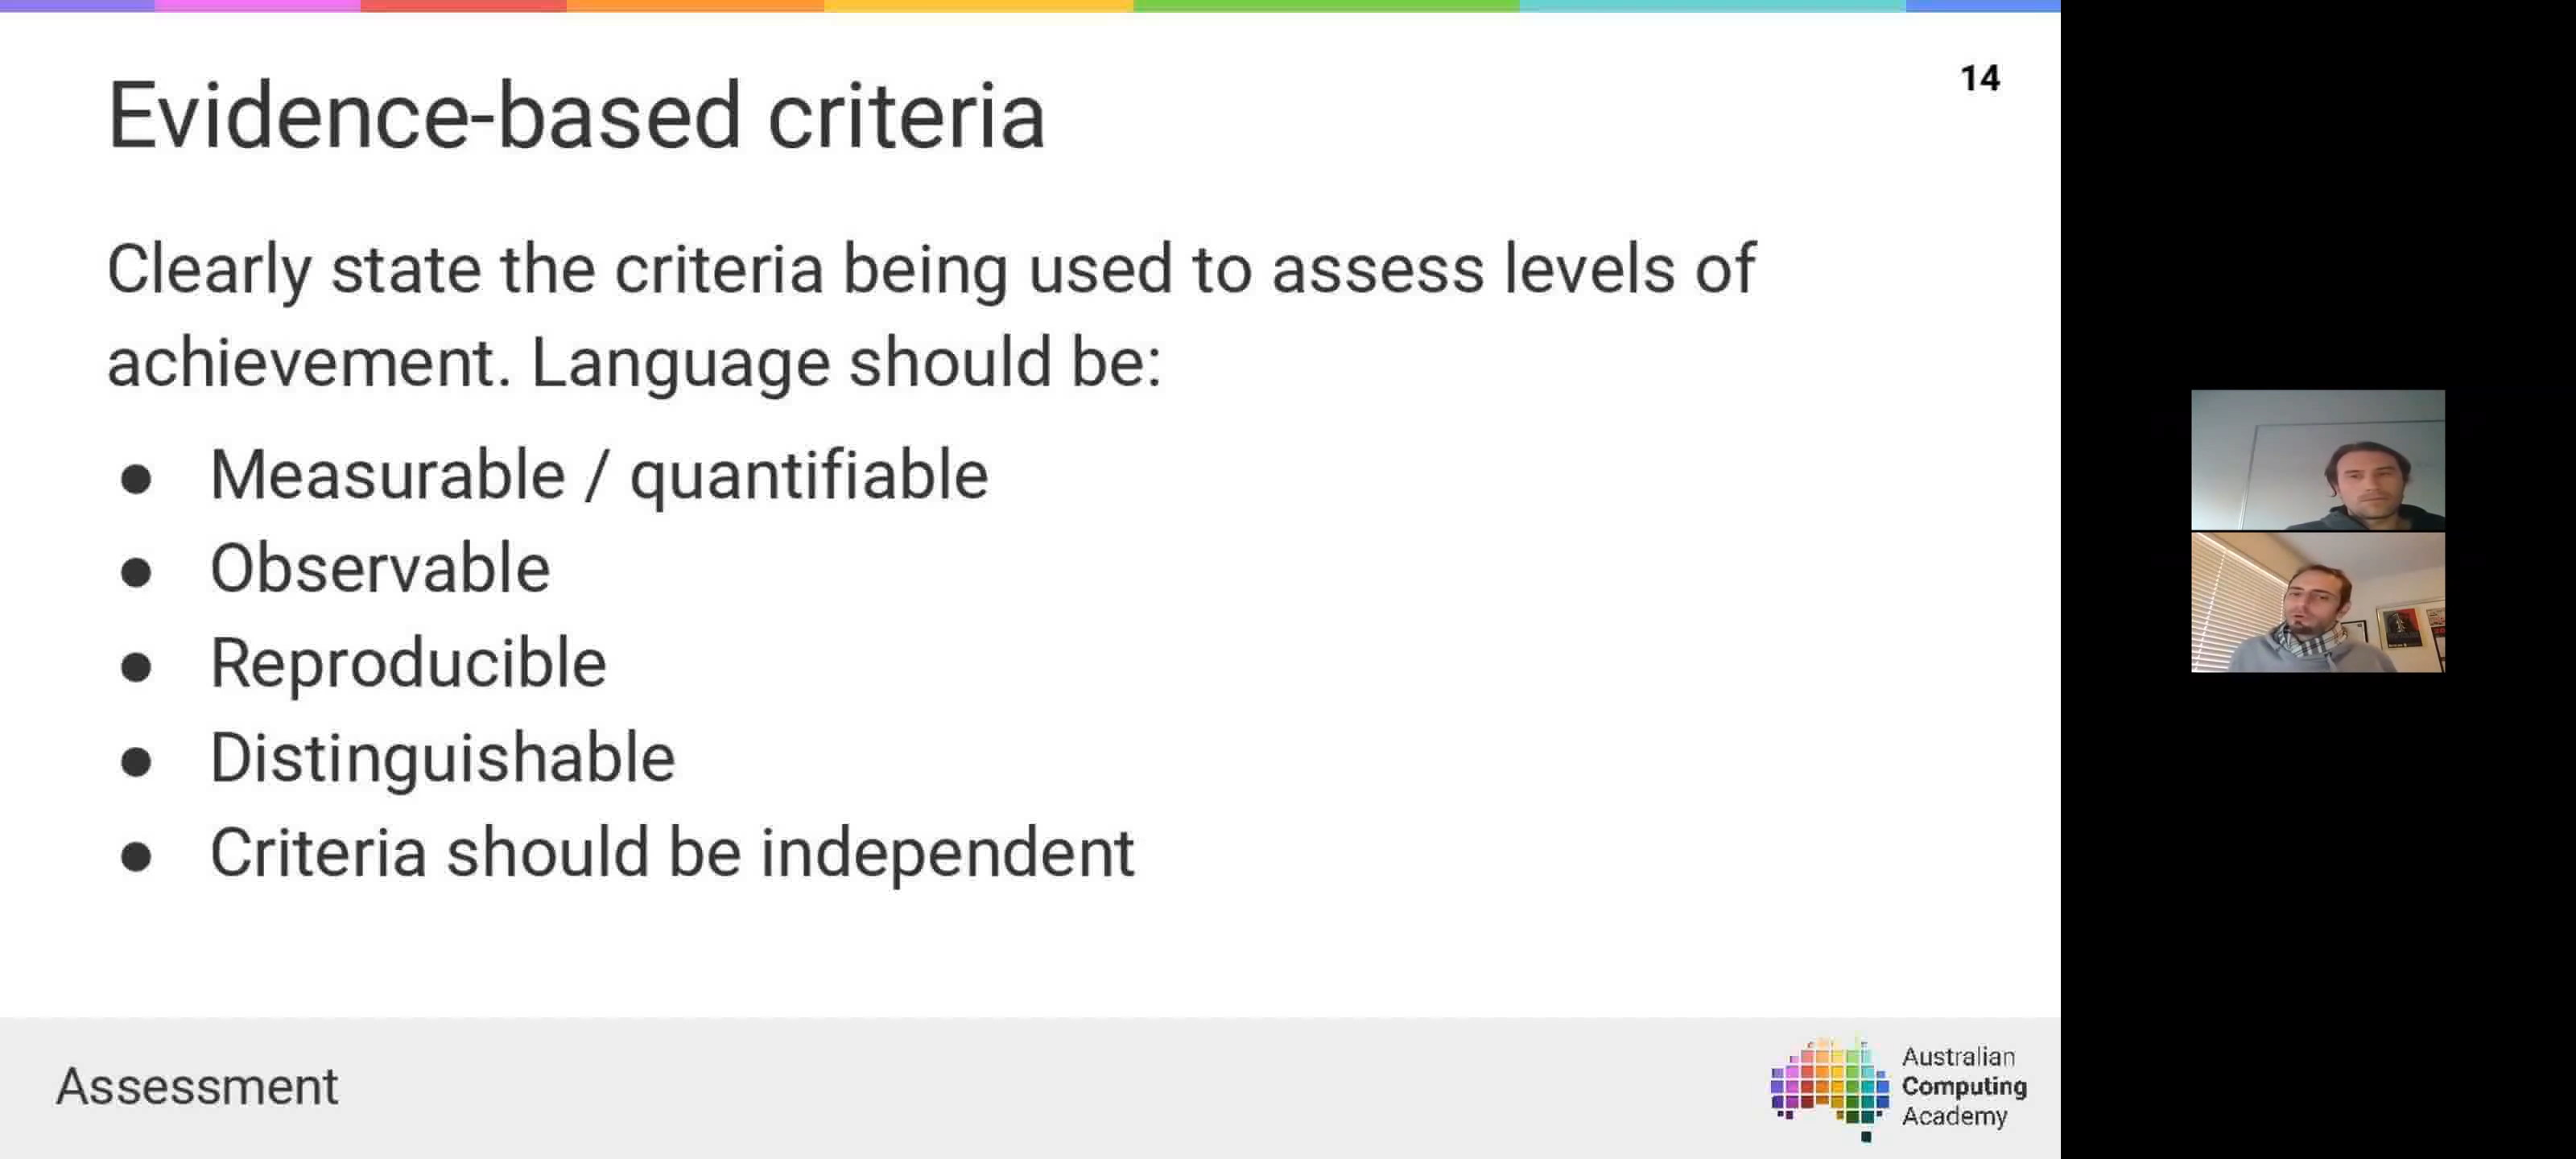 14
Evidence-based criteria
Clearly state the criteria being used to assess levels of
achievement. Language should be:
● Measurable / quantifiable
● Observable
● Reproducible
● Distinguishable
● Criteria should be independent
Assessment
Australian
Computing
Academy